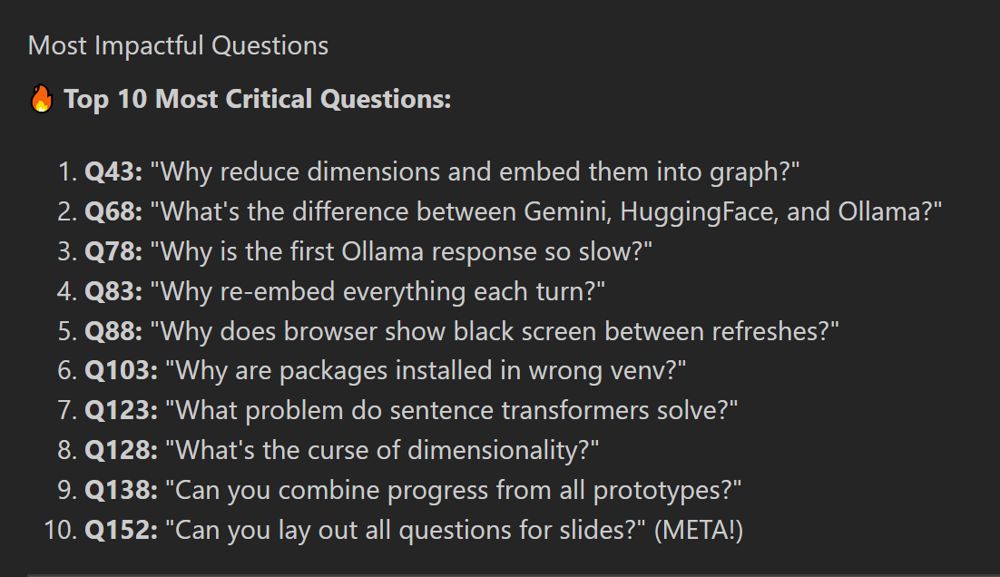 Most Impactful Questions
🔥 Top 10 Most Critical Questions:
1. Q43: "Why reduce dimensions and embed them into graph?"
2. Q68: "What's the difference between Gemini, HuggingFace, and Ollama?"
3. Q78: "Why is the first Ollama response so slow?"
4. Q83: "Why re-embed everything each turn?"
5. Q88: "Why does browser show black screen between refreshes?"
6. Q103: "Why are packages installed in wrong venv?"
7. Q123: "What problem do sentence transformers solve?"
8. Q128: "What's the curse of dimensionality?"
9. Q138: "Can you combine progress from all prototypes?"
10. Q152: "Can you lay out all questions for slides?" (META!)